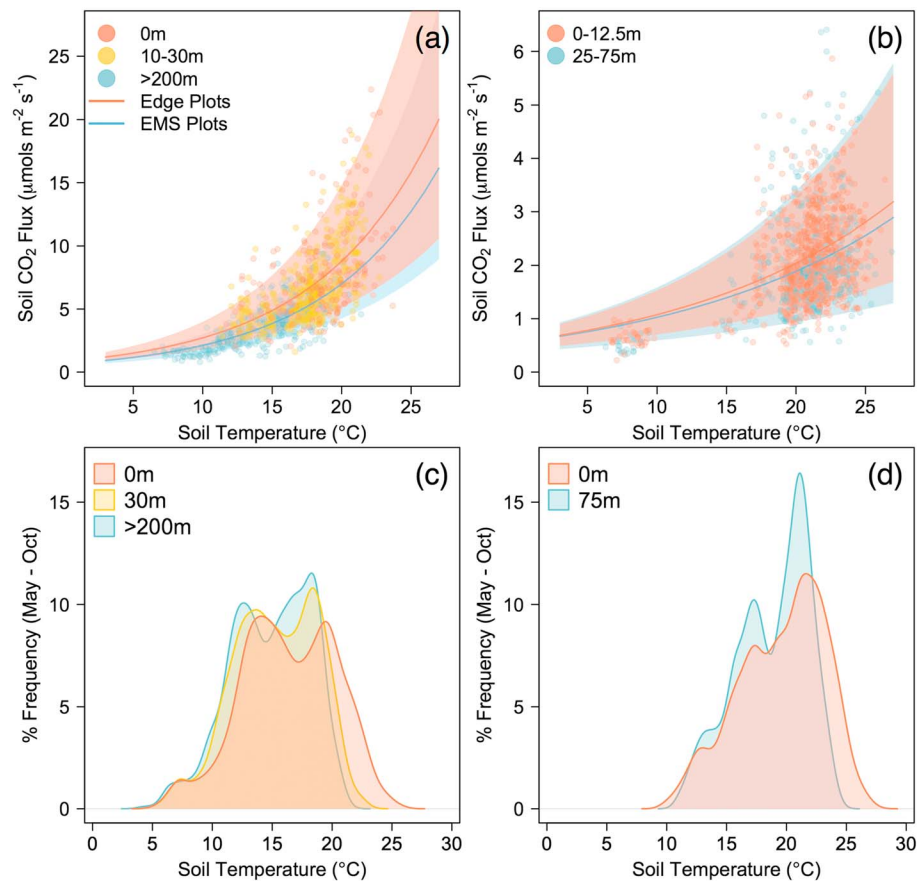 (a)
0m
10-30m
>200m
Edge Plots
EMS Plots
Soil CO2 Flux (μmols m−2 s−1)
0
5
10
15
20
25
5
10
15
20
25
Soil Temperature (°C)
(b)
0-12.5m
25-75m
Soil CO2 Flux (μmols m−2 s−1)
0
1
2
3
4
5
6
5
10
15
20
25
Soil Temperature (°C)
(c)
0m
30m
>200m
% Frequency (May - Oct)
0
5
10
15
0
5
10
15
20
25
30
Soil Temperature (°C)
(d)
0m
75m
% Frequency (May - Oct)
0
5
10
15
0
5
10
15
20
25
30
Soil Temperature (°C)